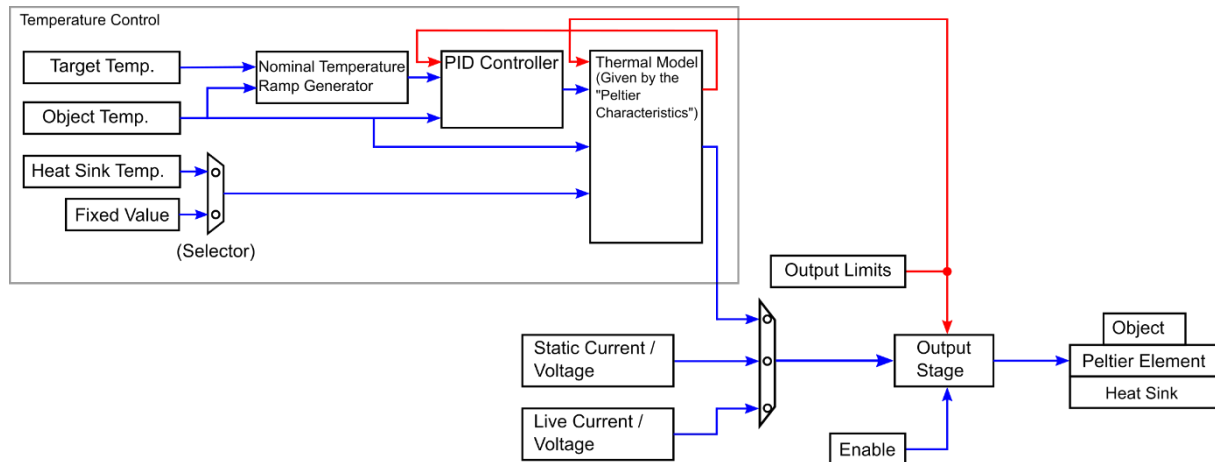 Temperature Control
Target Temp.
Nominal Temperature
Ramp Generator
PID Controller
Thermal Model
(Given by the
"Peltier
Characteristics")
Object Temp.
Heat Sink Temp.
Fixed Value
(Selector)
Output Limits
Static Current /
Voltage
Output
Stage
Object
Peltier Element
Heat Sink
Live Current /
Voltage
Enable